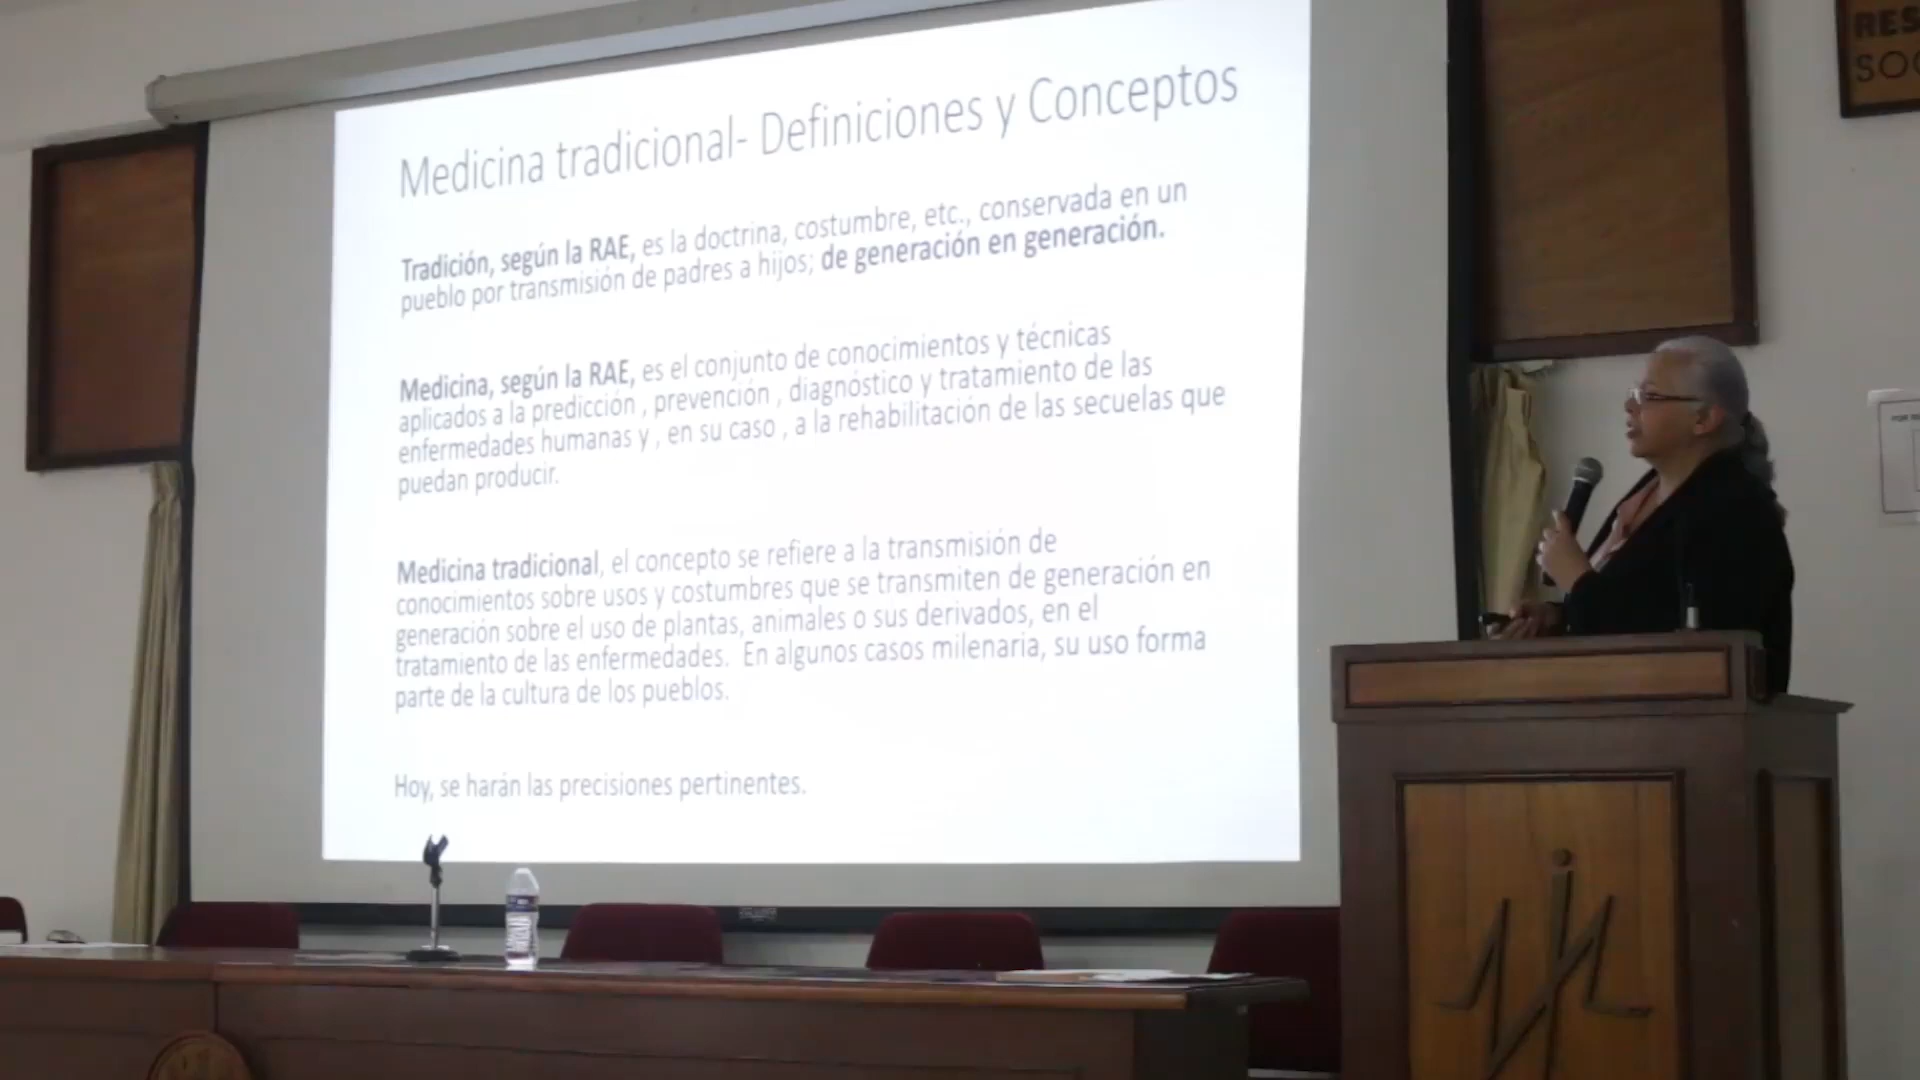 Medicina tradicional- Definiciones y Conceptos
Tradición, según la RAE, es la doctrina, costumbre, etc., conservada en un
pueblo por transmisión de padres a hijos; de generación en generación.
Medicina, según la RAE, es el conjunto de conocimientos y técnicas
aplicados a la predicción , prevención , diagnóstico y tratamiento de las
enfermedades humanas y , en su caso , a la rehabilitación de las secuelas que
puedan producir.
Medicina tradicional, el concepto se refiere a la transmisión de
conocimientos sobre usos y costumbres que se transmiten de generación en
generación sobre el uso de plantas, animales o sus derivados, en el
tratamiento de las enfermedades. En algunos casos milenaria, su uso forma
parte de la cultura de los pueblos.
Hoy, se harán las precisiones pertinentes.
RES
SOC
POR